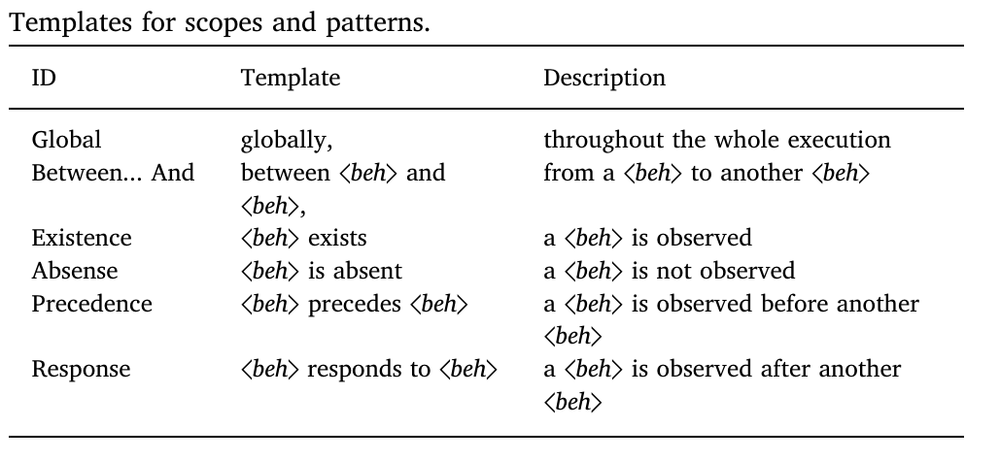 Templates for scopes and patterns.
ID Template Description
Global globally, throughout the whole execution
Between... And between ⟨beh⟩ and from a ⟨beh⟩ to another ⟨beh⟩
⟨beh⟩,
Existence ⟨beh⟩ exists a ⟨beh⟩ is observed
Absense ⟨beh⟩ is absent a ⟨beh⟩ is not observed
Precedence ⟨beh⟩ precedes ⟨beh⟩ a ⟨beh⟩ is observed before another
⟨beh⟩
Response ⟨beh⟩ responds to ⟨beh⟩ a ⟨beh⟩ is observed after another
⟨beh⟩